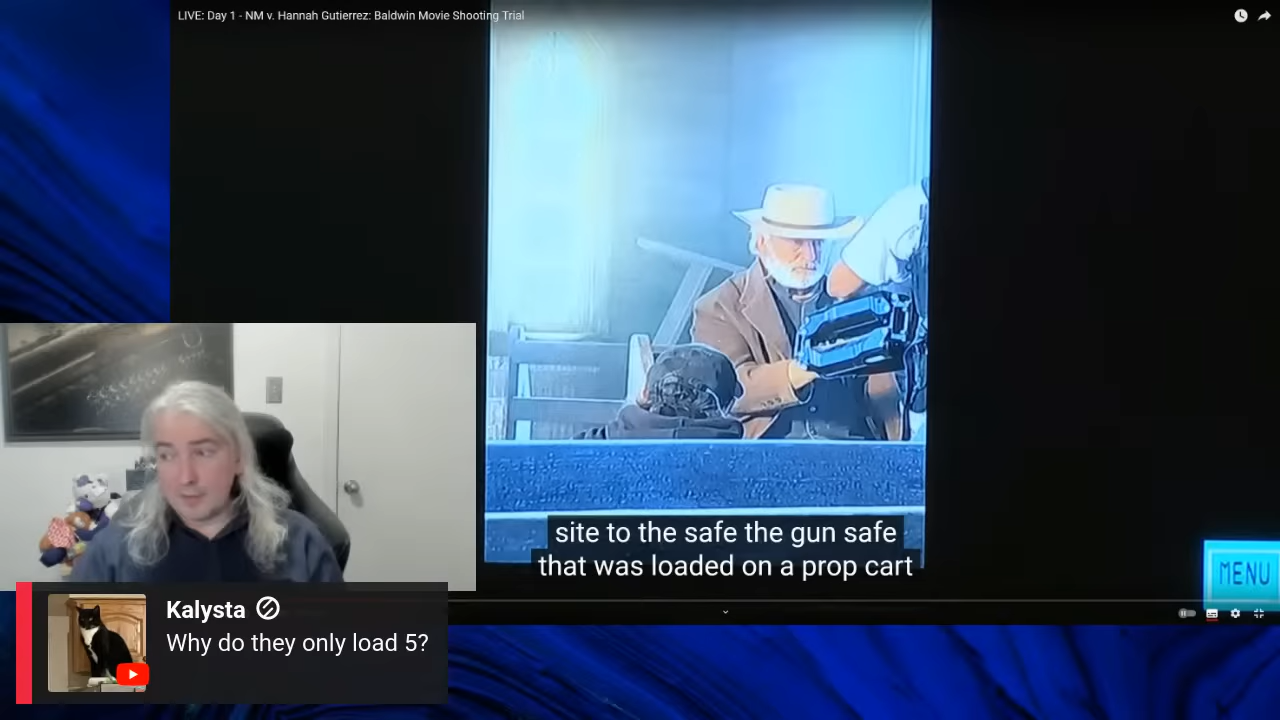 LIVE: Day 1 - NM v. Hannah Gutierrez: Baldwin Movie Shooting Trial
site to the safe the gun safe
that was loaded on a prop cart
MENU
Kalysta
Why do they only load 5?